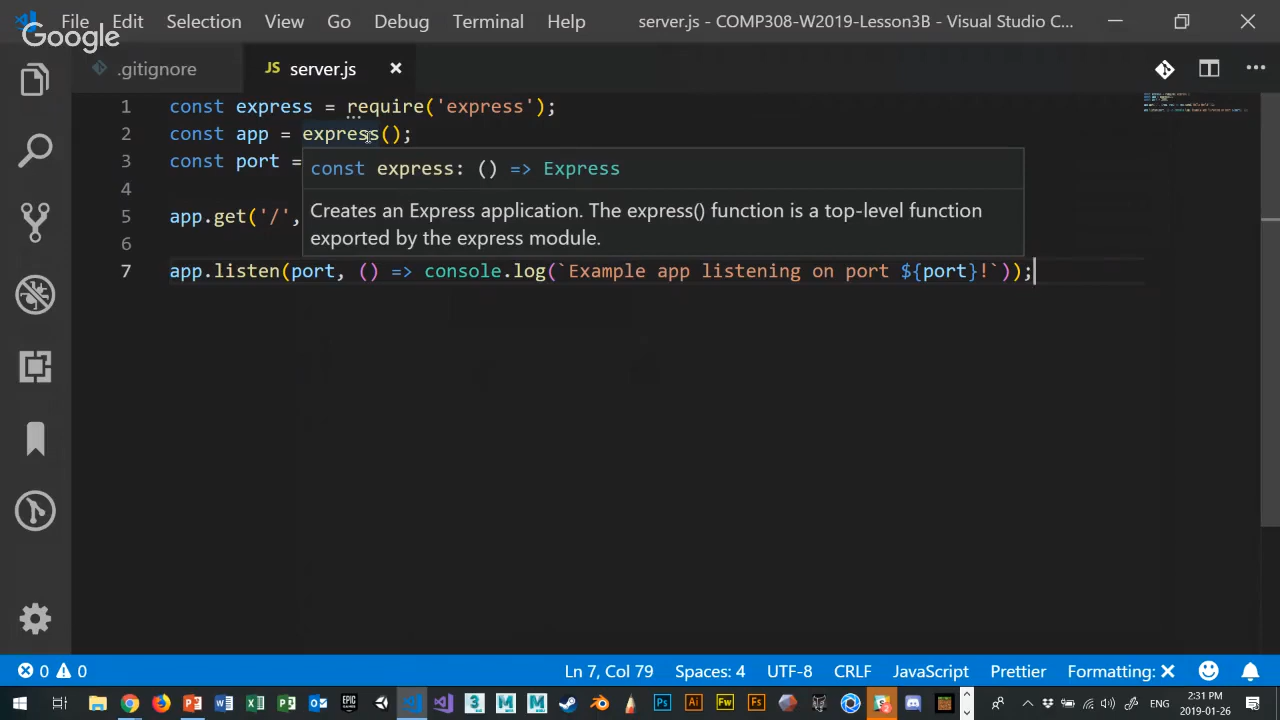 File Edit Selection View Go Debug Terminal Help server.js - COMP308-W2019-Lesson3B - Visual Studio C...
Google
.gitignore JS server.js
1 const express = require('express');
2 const app = express();
3 const port =
const express: () => Express
4
5 app.get('/',
Creates an Express application. The express() function is a top-level function
exported by the express module.
6
7 app.listen(port, () => console.log(`Example app listening on port ${port}!`));
0 0 Ln 7, Col 79 Spaces: 4 UTF-8 CRLF JavaScript Prettier Formatting: ✕
2:31 PM
ENG
2019-01-26